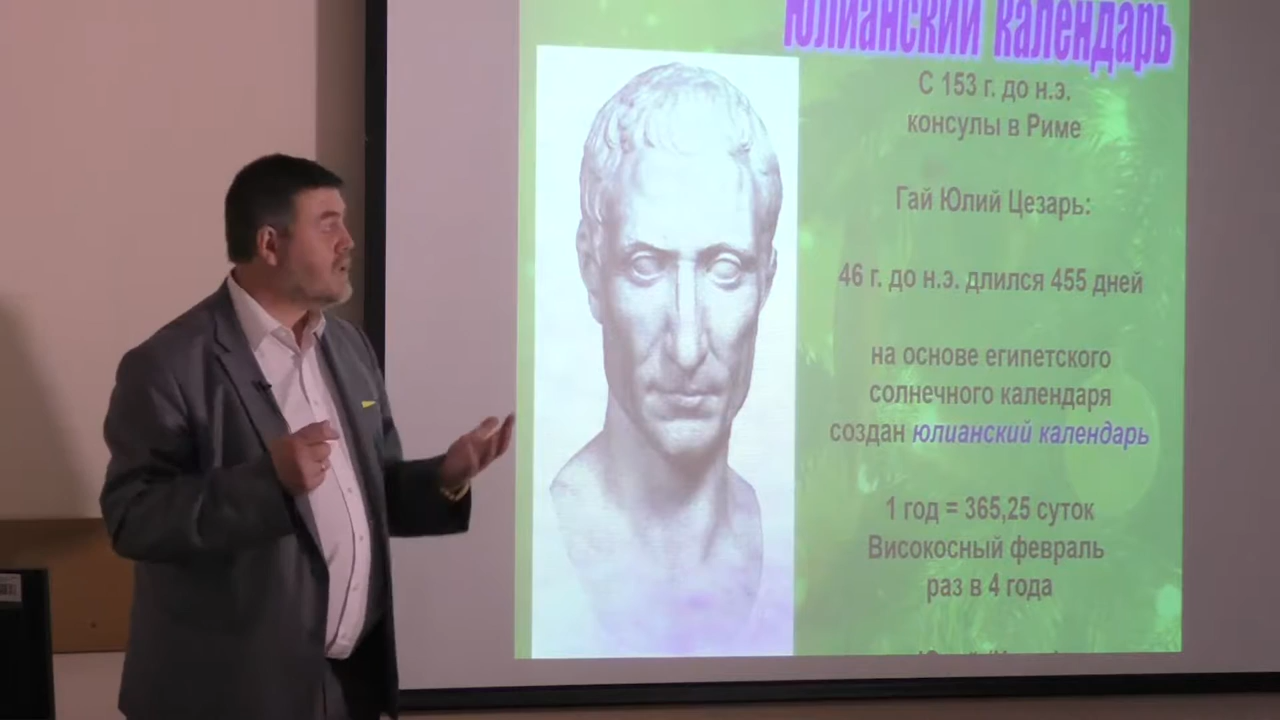 Юлианский календарь
С 153 г. до н.э.
консулы в Риме
Гай Юлий Цезарь:
46 г. до н.э. длился 455 дней
на основе египетского
солнечного календаря
создан юлианский календарь
1 год = 365,25 суток
Високосный февраль
раз в 4 года